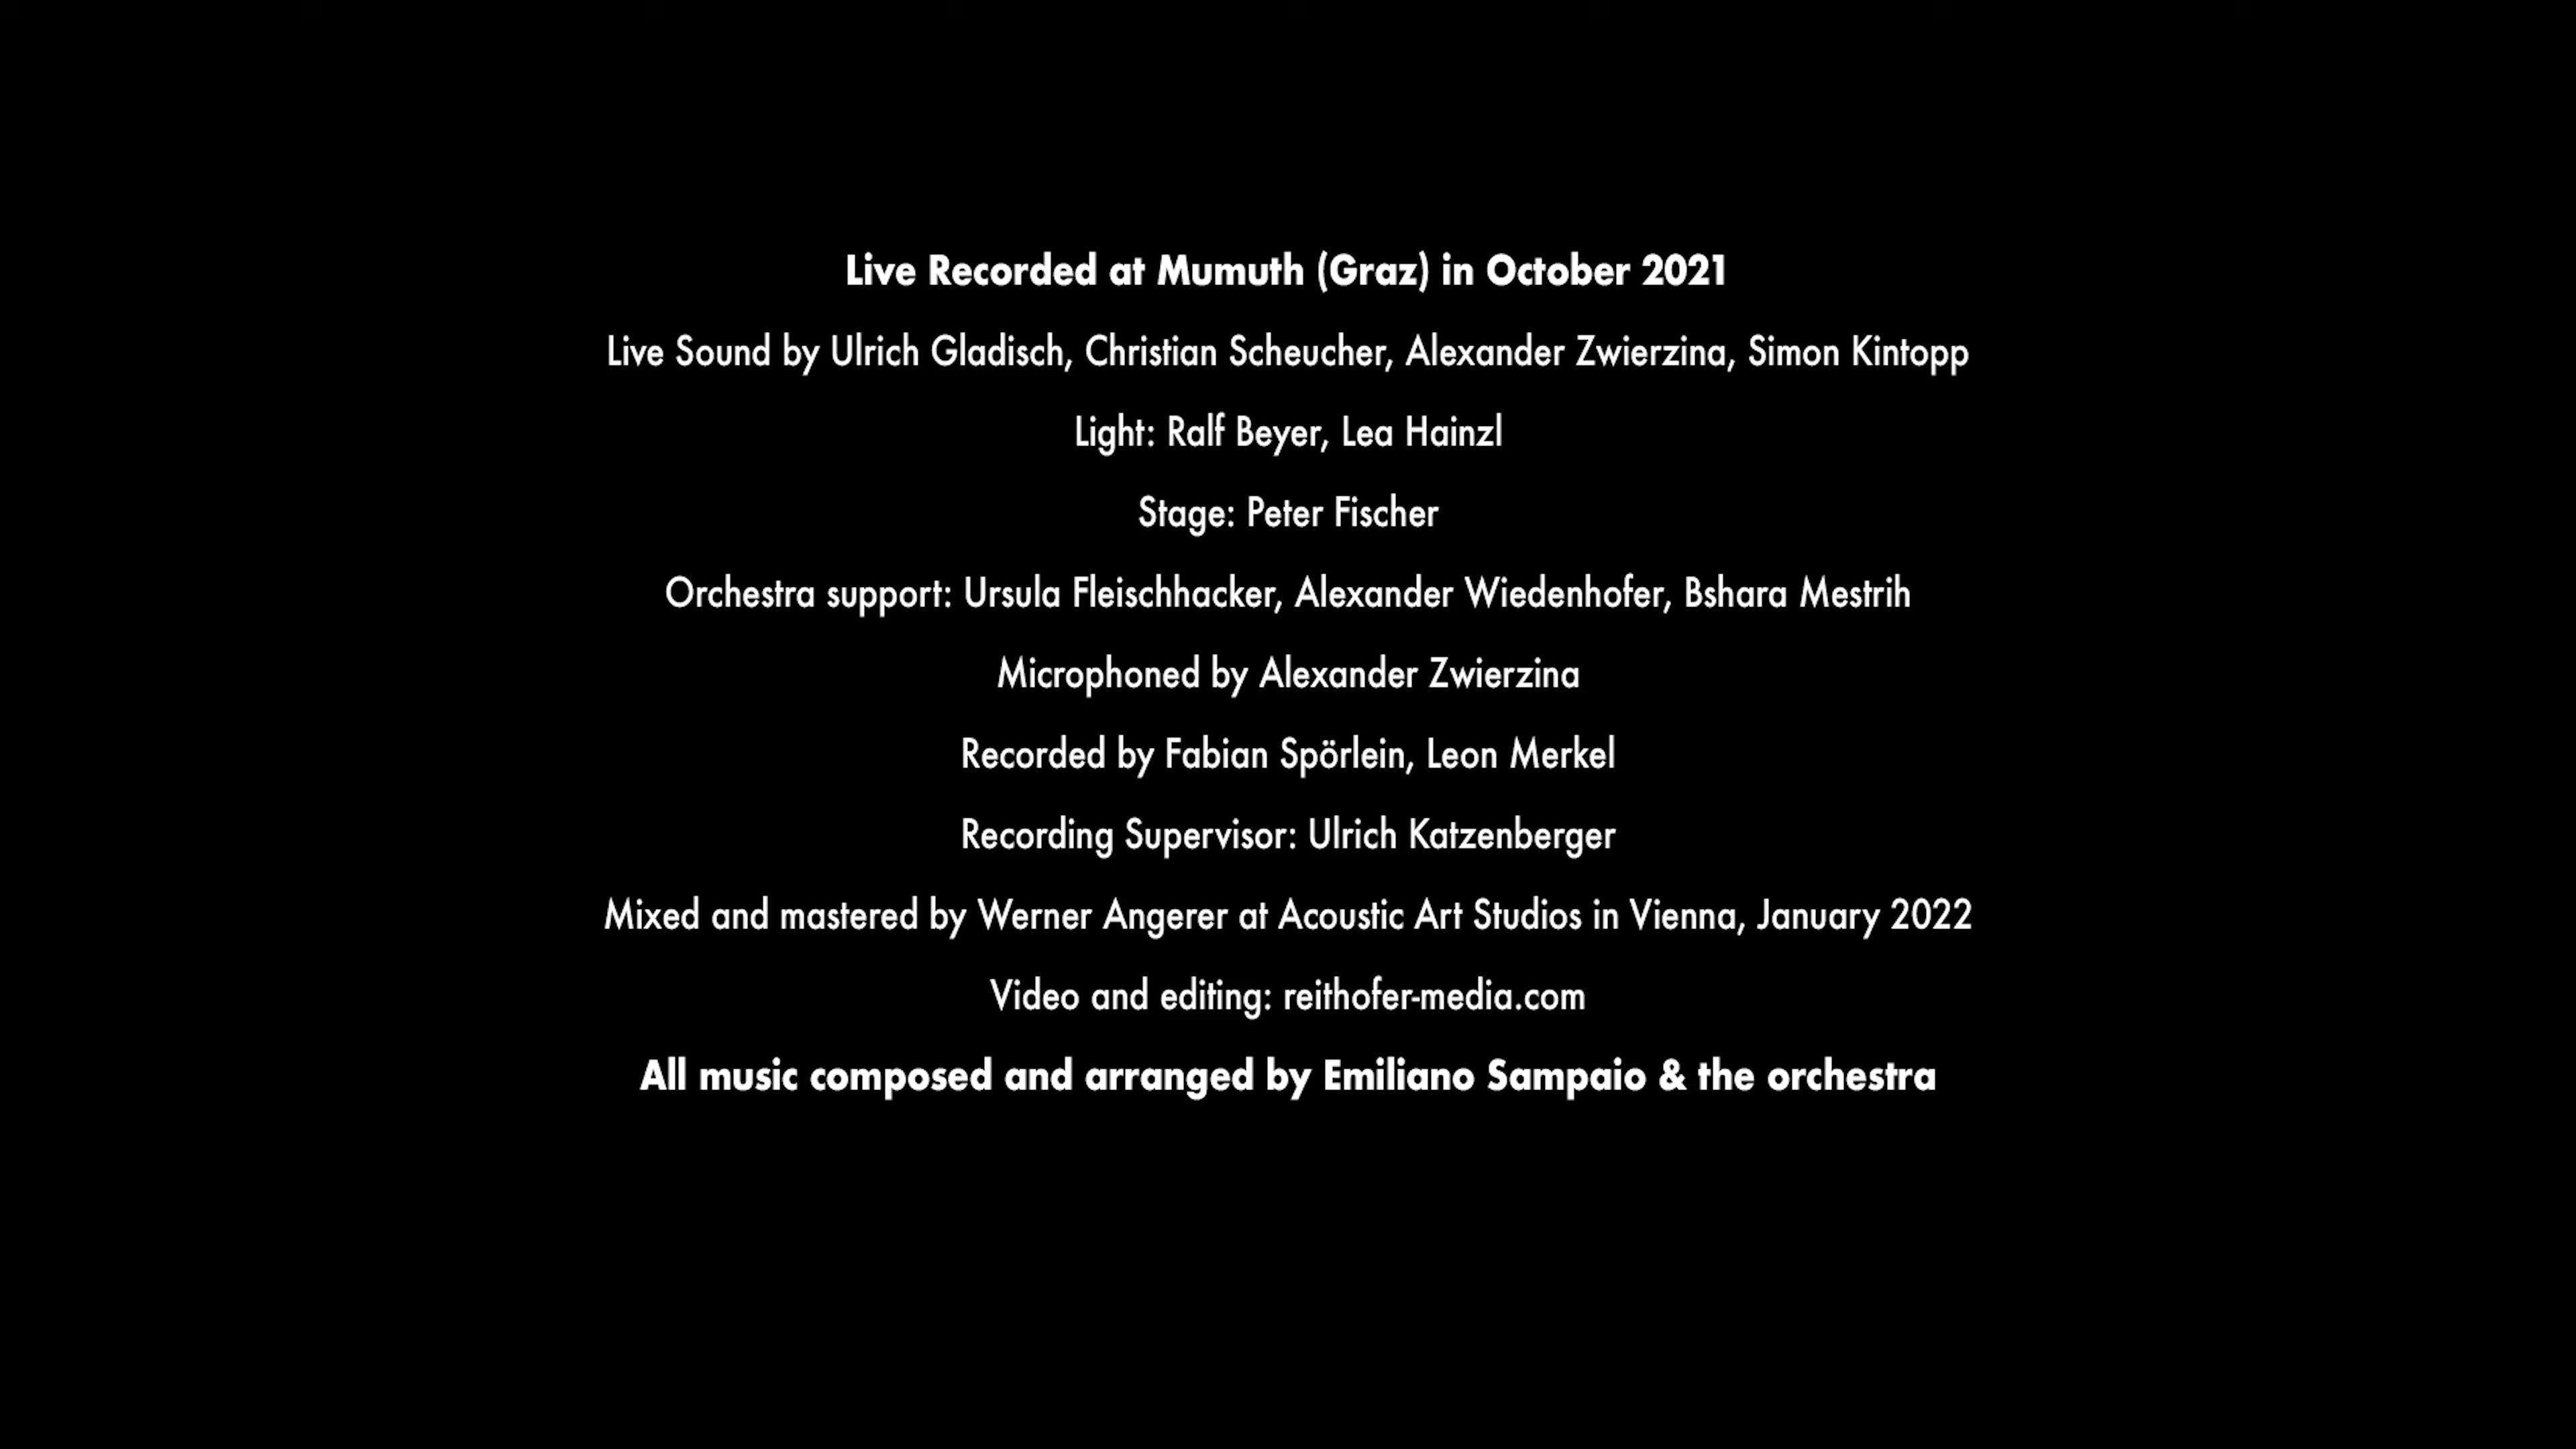 Live Recorded at Mumuth (Graz) in October 2021
Live Sound by Ulrich Gladisch, Christian Scheucher, Alexander Zwierzina, Simon Kintopp
Light: Ralf Beyer, Lea Hainzl
Stage: Peter Fischer
Orchestra support: Ursula Fleischhacker, Alexander Wiedenhofer, Bshara Mestrih
Microphoned by Alexander Zwierzina
Recorded by Fabian Spörlein, Leon Merkel
Recording Supervisor: Ulrich Katzenberger
Mixed and mastered by Werner Angerer at Acoustic Art Studios in Vienna, January 2022
Video and editing: reithofer-media.com
All music composed and arranged by Emiliano Sampaio & the orchestra